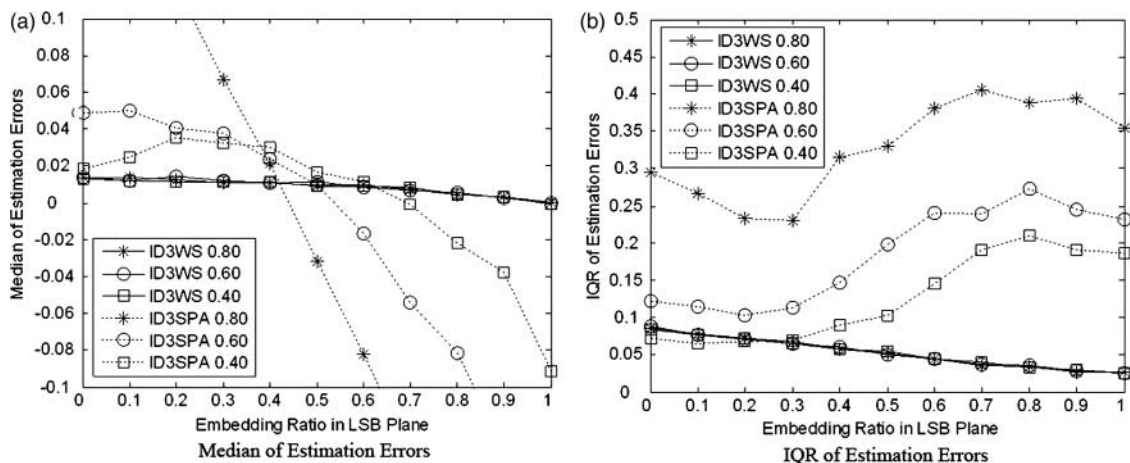 (a)
0.1
0.08
0.06
0.04
0.02
0
-0.02
-0.04
-0.06
-0.08
-0.1
Median of Estimation Errors
ID3WS 0.80
ID3WS 0.60
ID3WS 0.40
ID3SPA 0.80
ID3SPA 0.60
ID3SPA 0.40
0 0.1 0.2 0.3 0.4 0.5 0.6 0.7 0.8 0.9 1
Embedding Ratio in LSB Plane
Median of Estimation Errors
(b)
0.5
0.45
0.4
0.35
0.3
0.25
0.2
0.15
0.1
0.05
0
IQR of Estimation Errors
ID3WS 0.80
ID3WS 0.60
ID3WS 0.40
ID3SPA 0.80
ID3SPA 0.60
ID3SPA 0.40
0 0.1 0.2 0.3 0.4 0.5 0.6 0.7 0.8 0.9 1
Embedding Ratio in LSB Plane
IQR of Estimation Errors